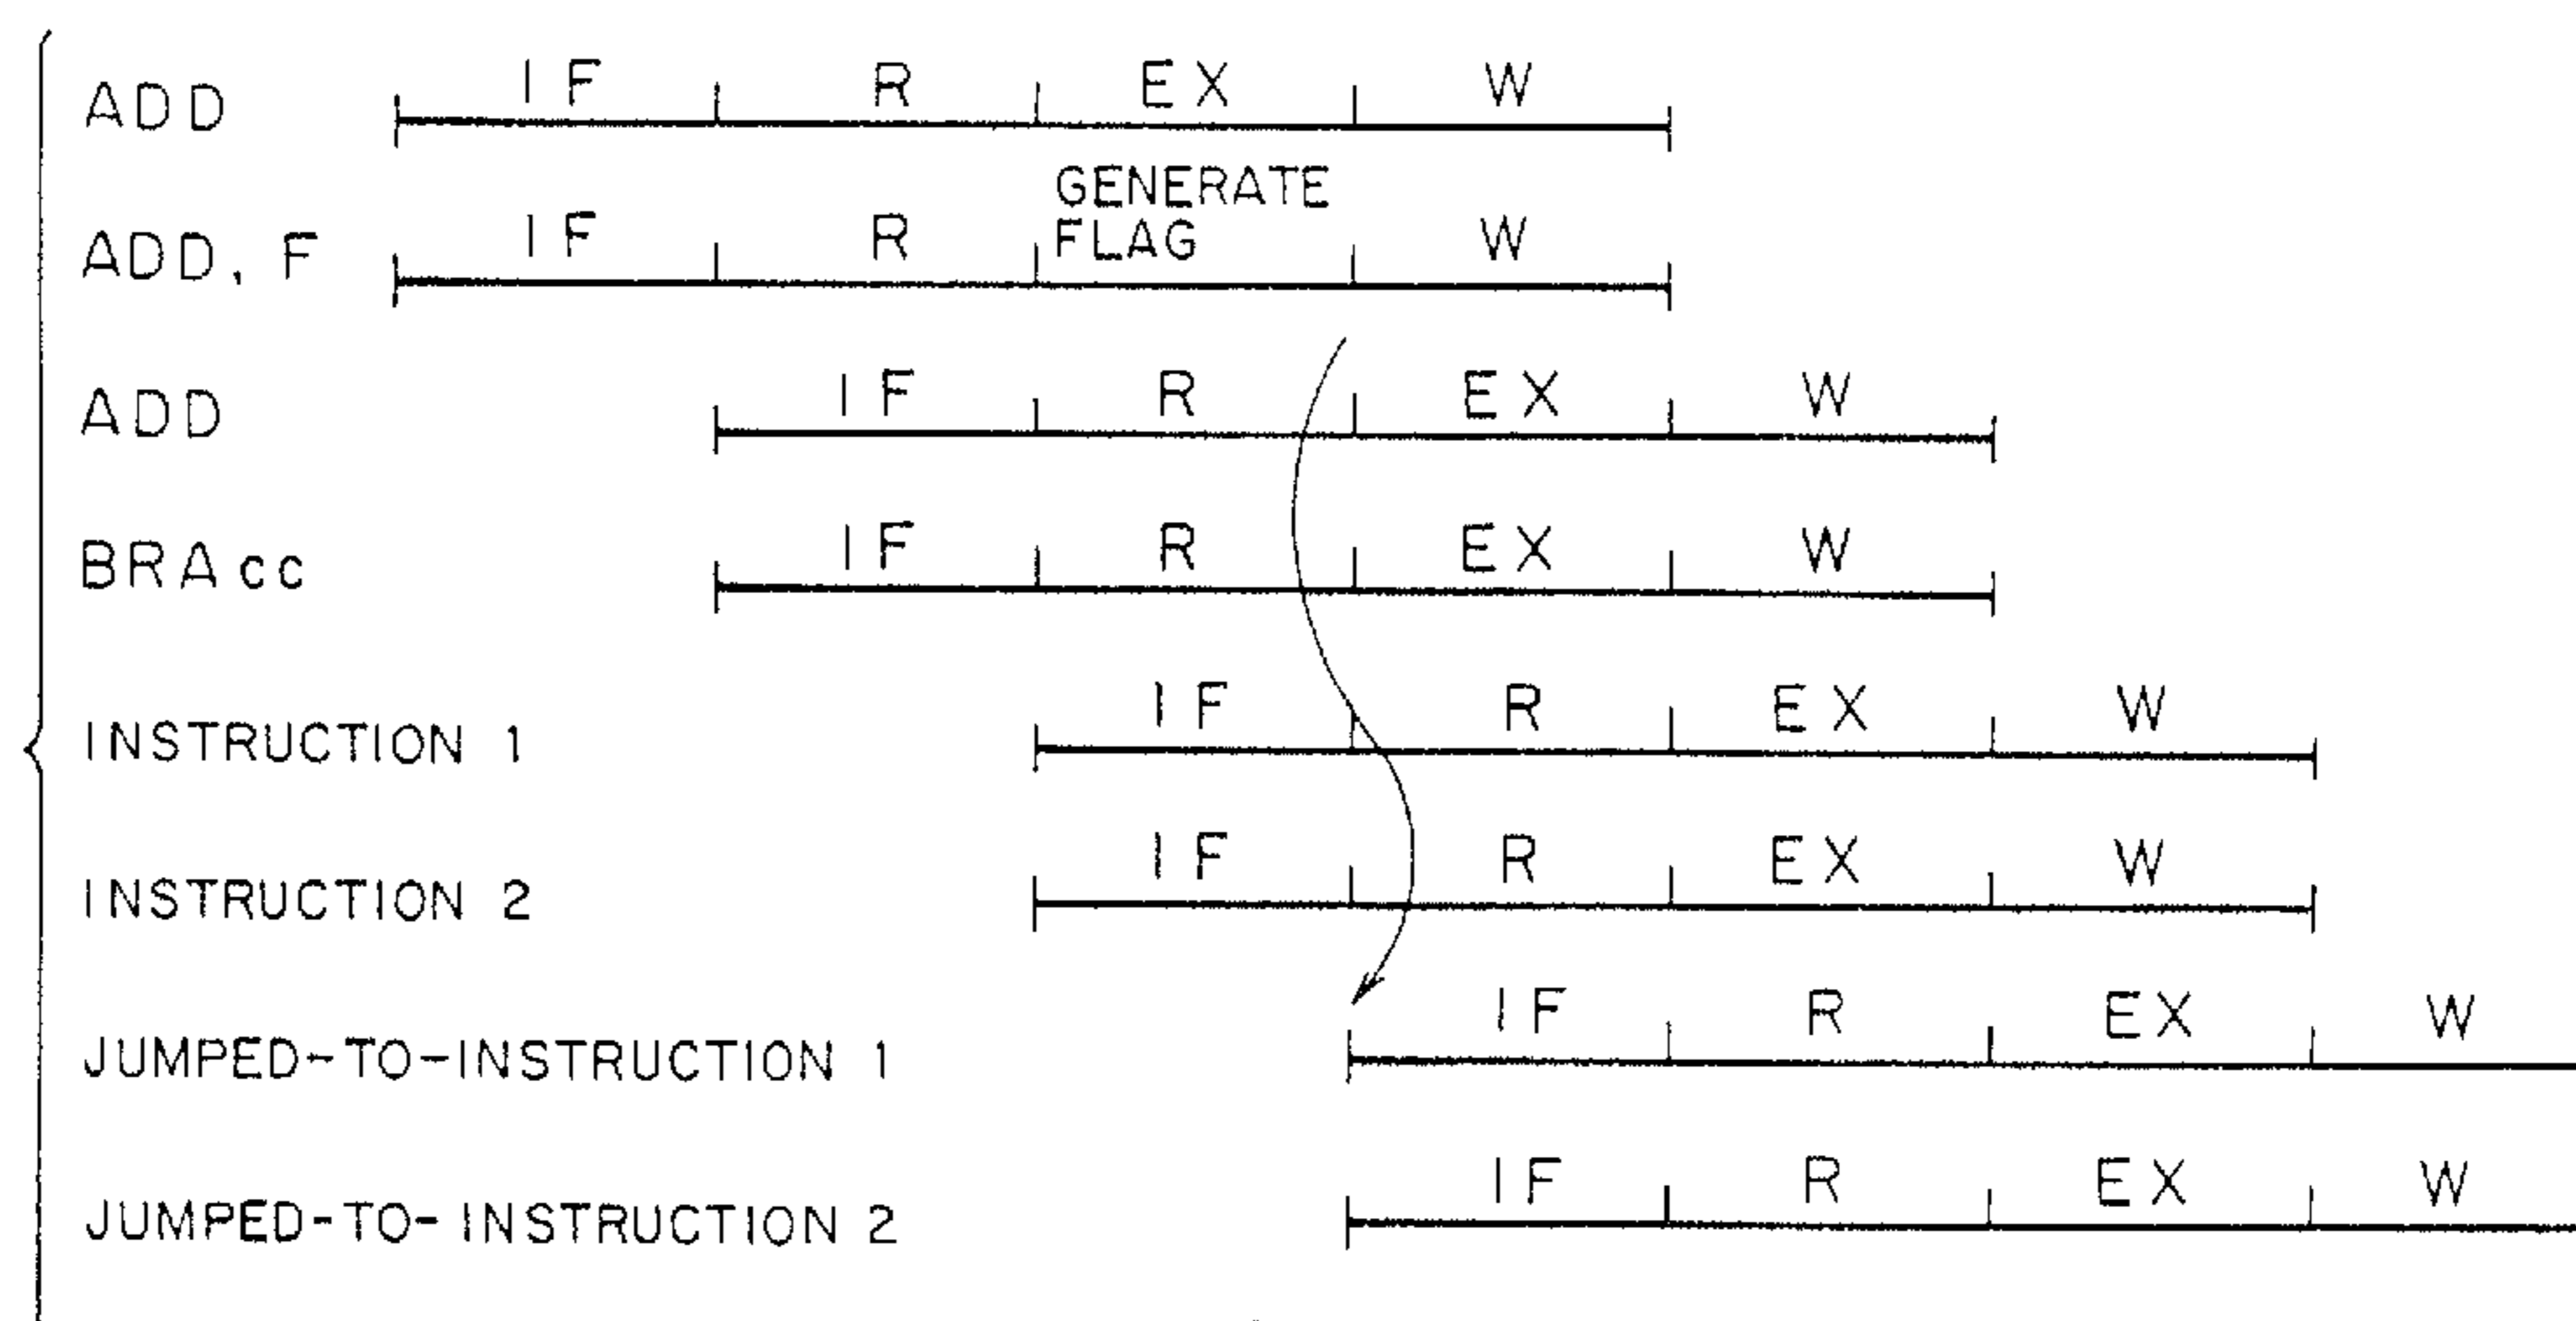 ADD IF R EX W
ADD, F IF R GENERATE FLAG W
ADD IF R EX W
BRAcc IF R EX W
INSTRUCTION 1 IF R EX W
INSTRUCTION 2 IF R EX W
JUMPED-TO-INSTRUCTION 1 IF R EX W
JUMPED-TO-INSTRUCTION 2 IF R EX W